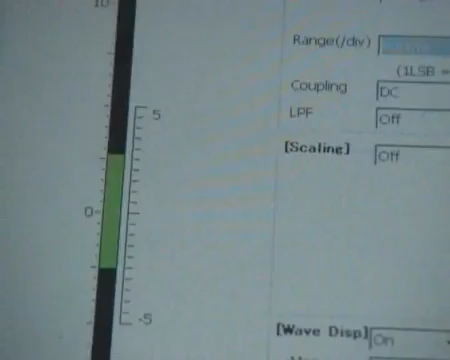 10
Range(/div)
(1LSB =
Coupling DC
5
LPF Off
[Scaling] Off
0
-5
[Wave Disp] On